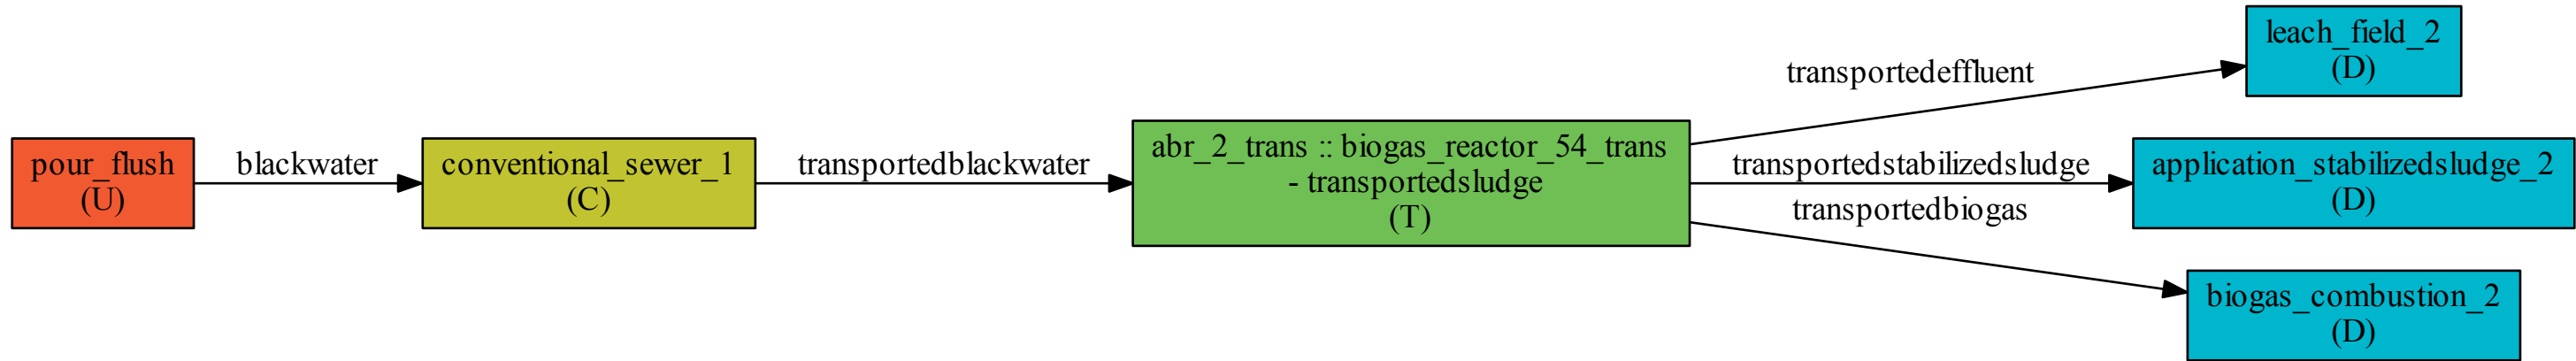 pour_flush
(U)
blackwater
conventional_sewer_1
(C)
transportedblackwater
abr_2_trans :: biogas_reactor_54_trans
- transportedsludge
(T)
transportedeffluent
leach_field_2
(D)
transportedstabilizedsludge
application_stabilizedsludge_2
(D)
transportedbiogas
biogas_combustion_2
(D)